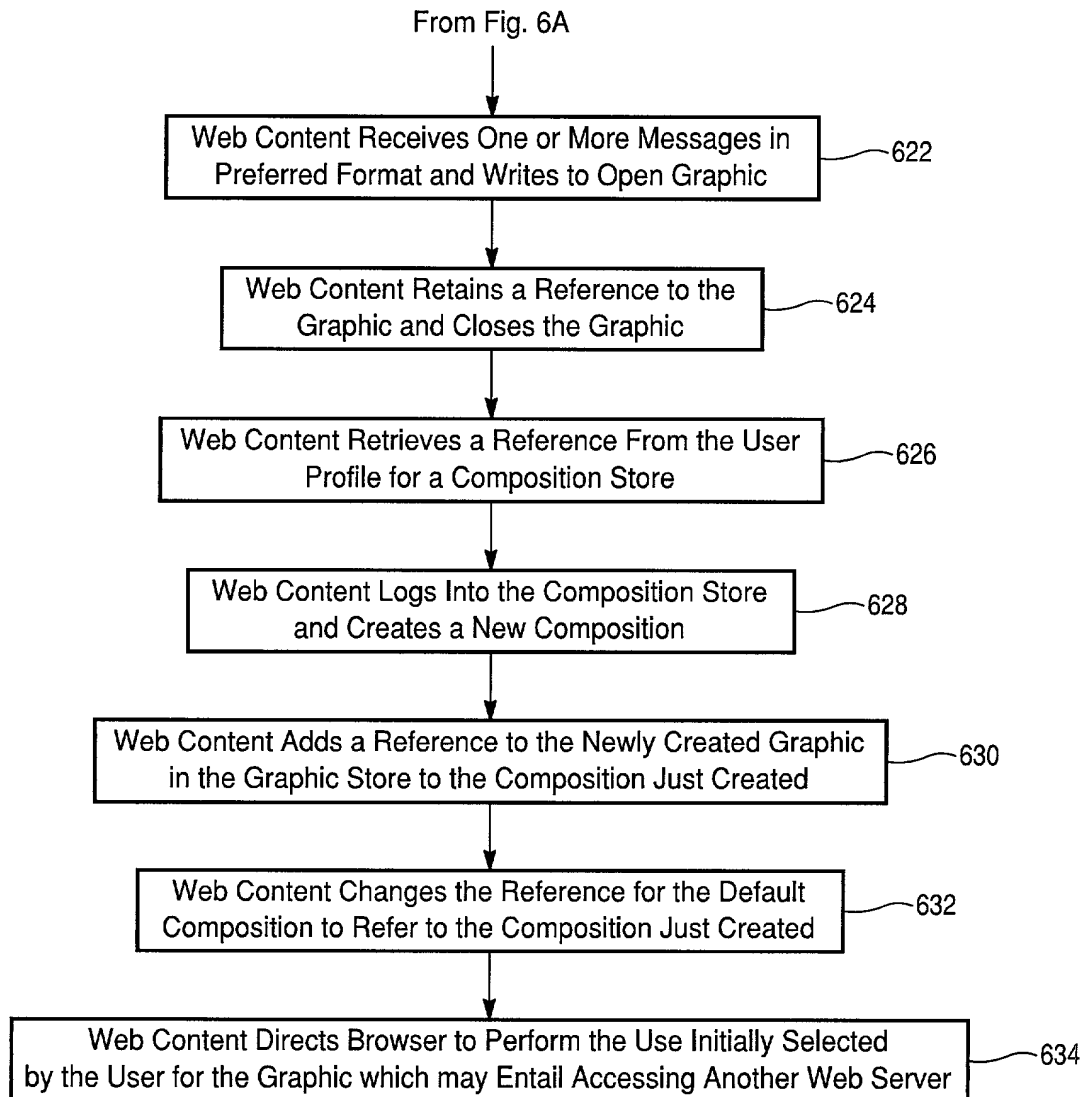 From Fig. 6A
Web Content Receives One or More Messages in
Preferred Format and Writes to Open Graphic
622
Web Content Retains a Reference to the
Graphic and Closes the Graphic
624
Web Content Retrieves a Reference From the User
Profile for a Composition Store
626
Web Content Logs Into the Composition Store
and Creates a New Composition
628
Web Content Adds a Reference to the Newly Created Graphic
in the Graphic Store to the Composition Just Created
630
Web Content Changes the Reference for the Default
Composition to Refer to the Composition Just Created
632
Web Content Directs Browser to Perform the Use Initially Selected
by the User for the Graphic which may Entail Accessing Another Web Server
634